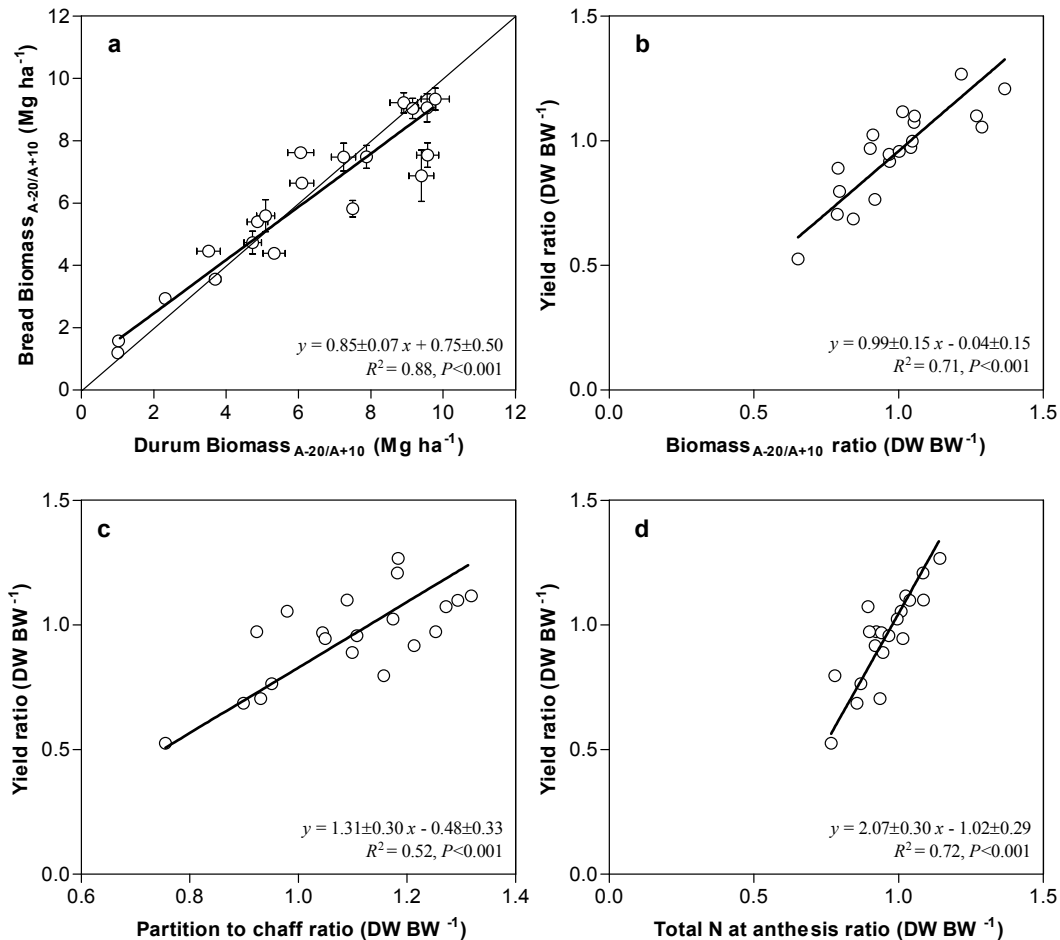 a
12
10
8
6
4
2
0
Bread Biomass A-20/A+10 (Mg ha-1)
y = 0.85±0.07 x + 0.75±0.50
R2 = 0.88, P<0.001
0 2 4 6 8 10 12
Durum Biomass A-20/A+10 (Mg ha-1)
b
1.5
1.0
0.5
0.0
Yield ratio (DW BW-1)
y = 0.99±0.15 x - 0.04±0.15
R2 = 0.71, P<0.001
0.0 0.5 1.0 1.5
Biomass A-20/A+10 ratio (DW BW-1)
c
1.5
1.0
0.5
0.0
Yield ratio (DW BW-1)
y = 1.31±0.30 x - 0.48±0.33
R2 = 0.52, P<0.001
0.6 0.8 1.0 1.2 1.4
Partition to chaff ratio (DW BW -1)
d
1.5
1.0
0.5
0.0
Yield ratio (DW BW-1)
y = 2.07±0.30 x - 1.02±0.29
R2 = 0.72, P<0.001
0.0 0.5 1.0 1.5
Total N at anthesis ratio (DW BW -1)